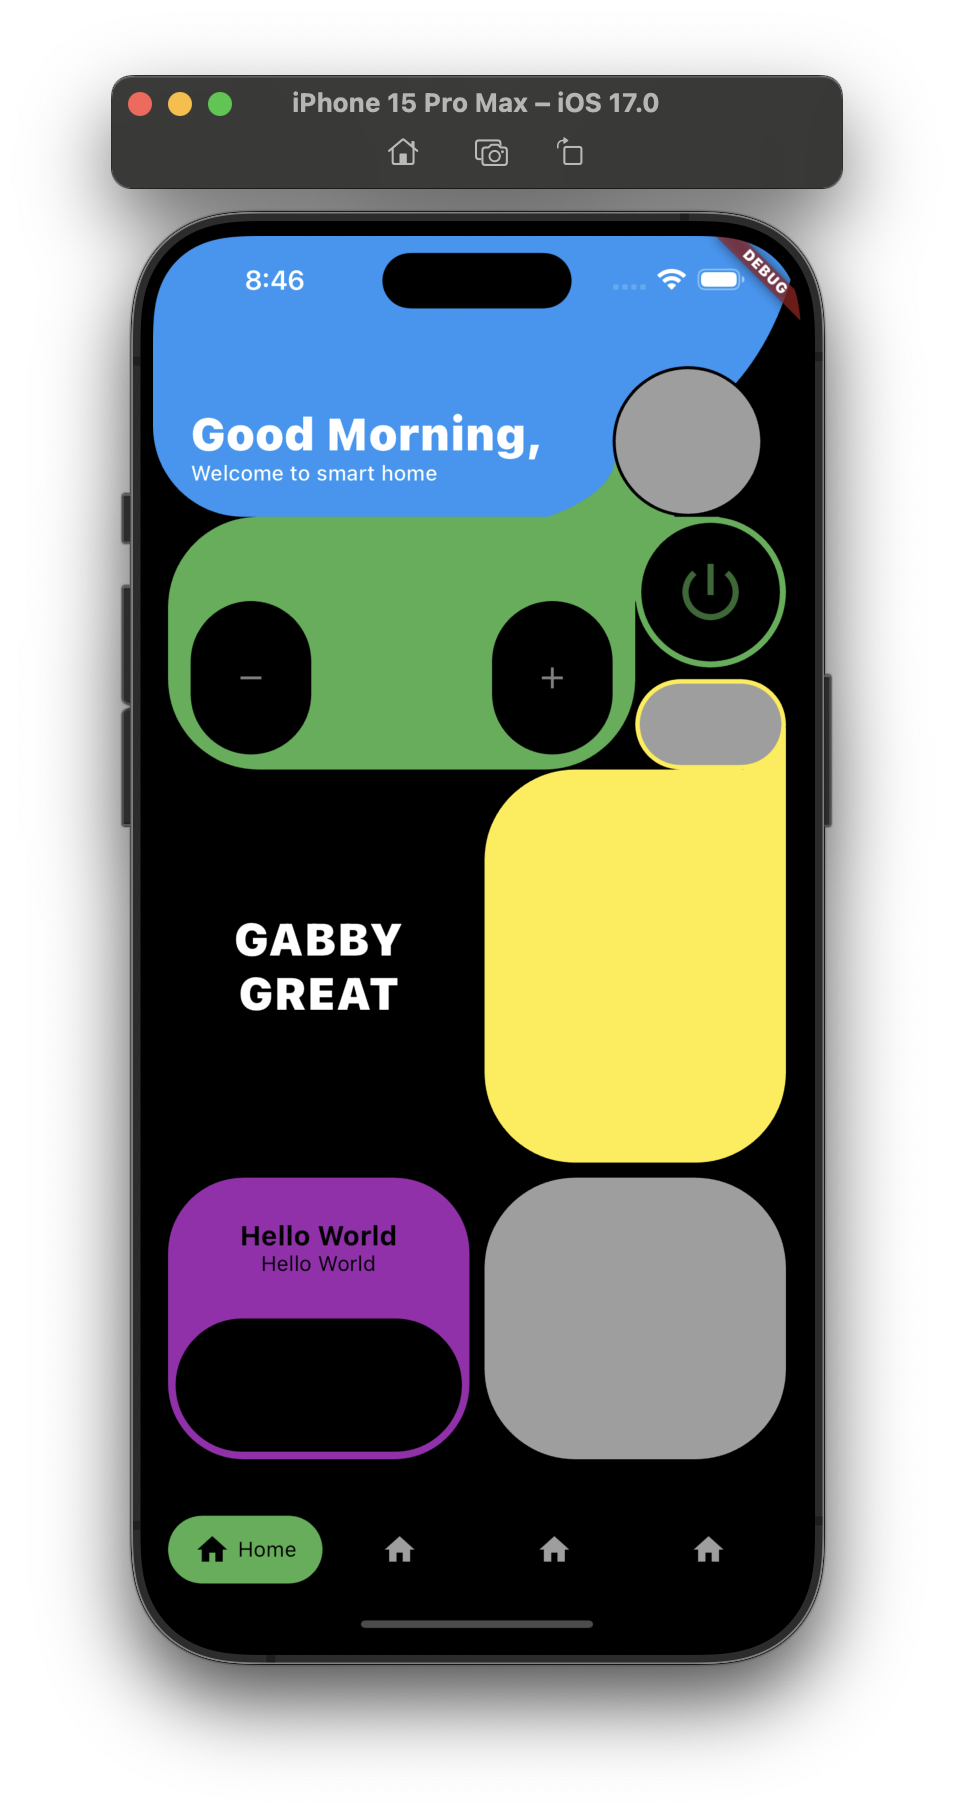 iPhone 15 Pro Max – iOS 17.0
8:46
DEBUG
Good Morning,
Welcome to smart home
GABBY
GREAT
Hello World
Hello World
Home